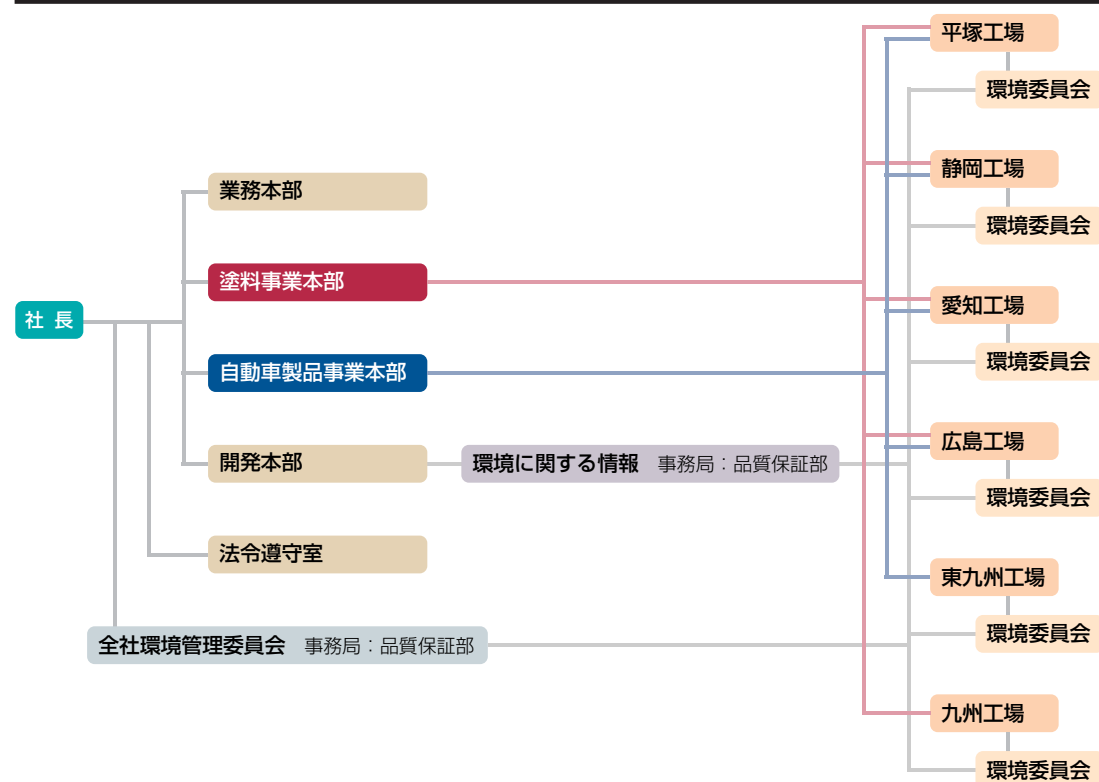 社 長
業務本部
塗料事業本部
自動車製品事業本部
開発本部
環境に関する情報 事務局：品質保証部
法令遵守室
全社環境管理委員会 事務局：品質保証部
平塚工場
環境委員会
静岡工場
環境委員会
愛知工場
環境委員会
広島工場
環境委員会
東九州工場
環境委員会
九州工場
環境委員会